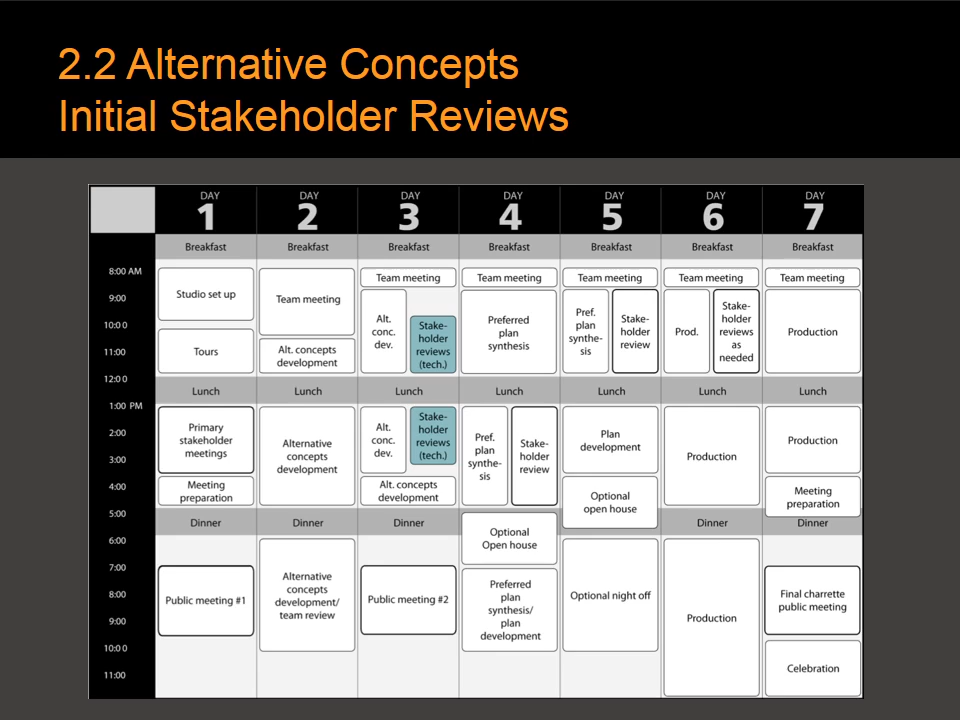 2.2 Alternative Concepts
Initial Stakeholder Reviews
DAY
1
DAY
2
DAY
3
DAY
4
DAY
5
DAY
6
DAY
7
Breakfast
Breakfast
Breakfast
Breakfast
Breakfast
Breakfast
Breakfast
8:00 AM
9:00
10:00
11:00
12:00
1:00 PM
2:00
3:00
4:00
5:00
6:00
7:00
8:00
9:00
10:00
11:00
Studio set up
Tours
Lunch
Primary
stakeholder
meetings
Meeting
preparation
Dinner
Public meeting #1
Team meeting
Alt. concepts
development
Lunch
Alternative
concepts
development
Dinner
Alternative
concepts
development/
team review
Team meeting
Alt.
conc.
dev.
Stake-
holder
reviews
(tech.)
Lunch
Alt.
conc.
dev.
Stake-
holder
reviews
(tech.)
Alt. concepts
development
Dinner
Public meeting #2
Team meeting
Preferred
plan
synthesis
Lunch
Pref.
plan
synthe-
sis
Stake-
holder
review
Optional
Open house
Preferred
plan
synthesis/
plan
development
Team meeting
Pref.
plan
synthe-
sis
Stake-
holder
review
Lunch
Plan
development
Optional
open house
Optional night off
Team meeting
Prod.
Stake-
holder
reviews
as
needed
Lunch
Production
Dinner
Production
Team meeting
Production
Lunch
Production
Meeting
preparation
Dinner
Final charrette
public meeting
Celebration